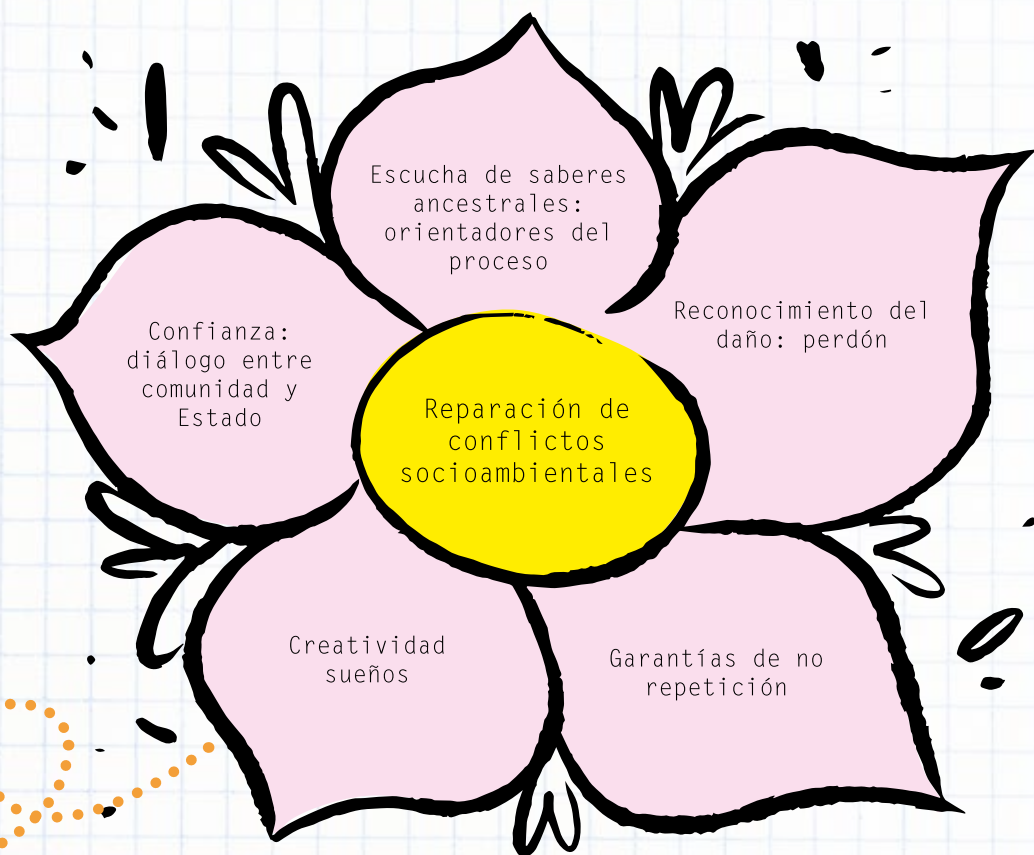 Escucha de saberes
ancestrales:
orientadores del
proceso
Reconocimiento del
daño: perdón
Confianza:
diálogo entre
comunidad y
Estado
Reparación de
conflictos
socioambientales
Creatividad
sueños
Garantías de no
repetición